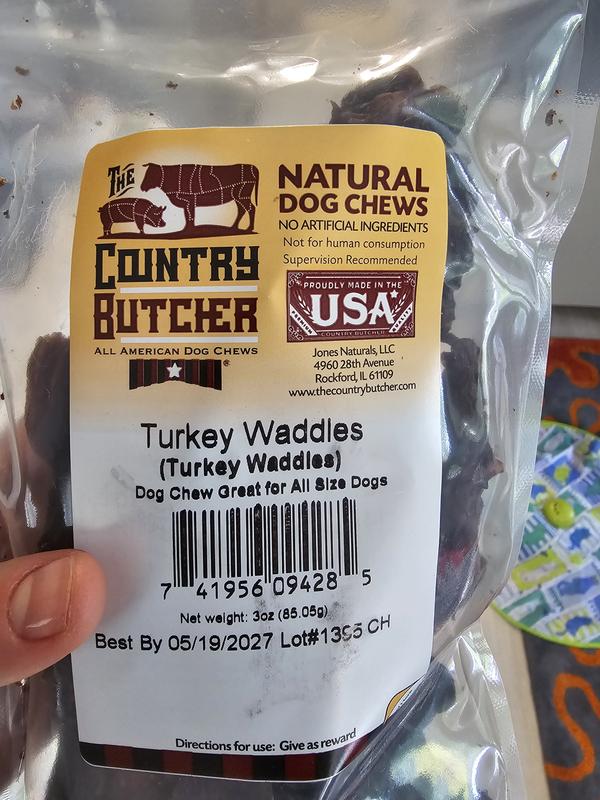 THE
COUNTRY
BUTCHER
ALL AMERICAN DOG CHEWS
®
NATURAL
DOG CHEWS
NO ARTIFICIAL INGREDIENTS
Not for human consumption
Supervision Recommended
PROUDLY MADE IN THE
USA
COUNTRY BUTCHER
Jones Naturals, LLC
4960 28th Avenue
Rockford, IL 61109
www.thecountrybutcher.com
Turkey Waddles
(Turkey Waddles)
Dog Chew Great for All Size Dogs
7 41956 09428 5
Net weight: 3oz (85.05g)
Best By 05/19/2027 Lot#1395 CH
Directions for use: Give as reward